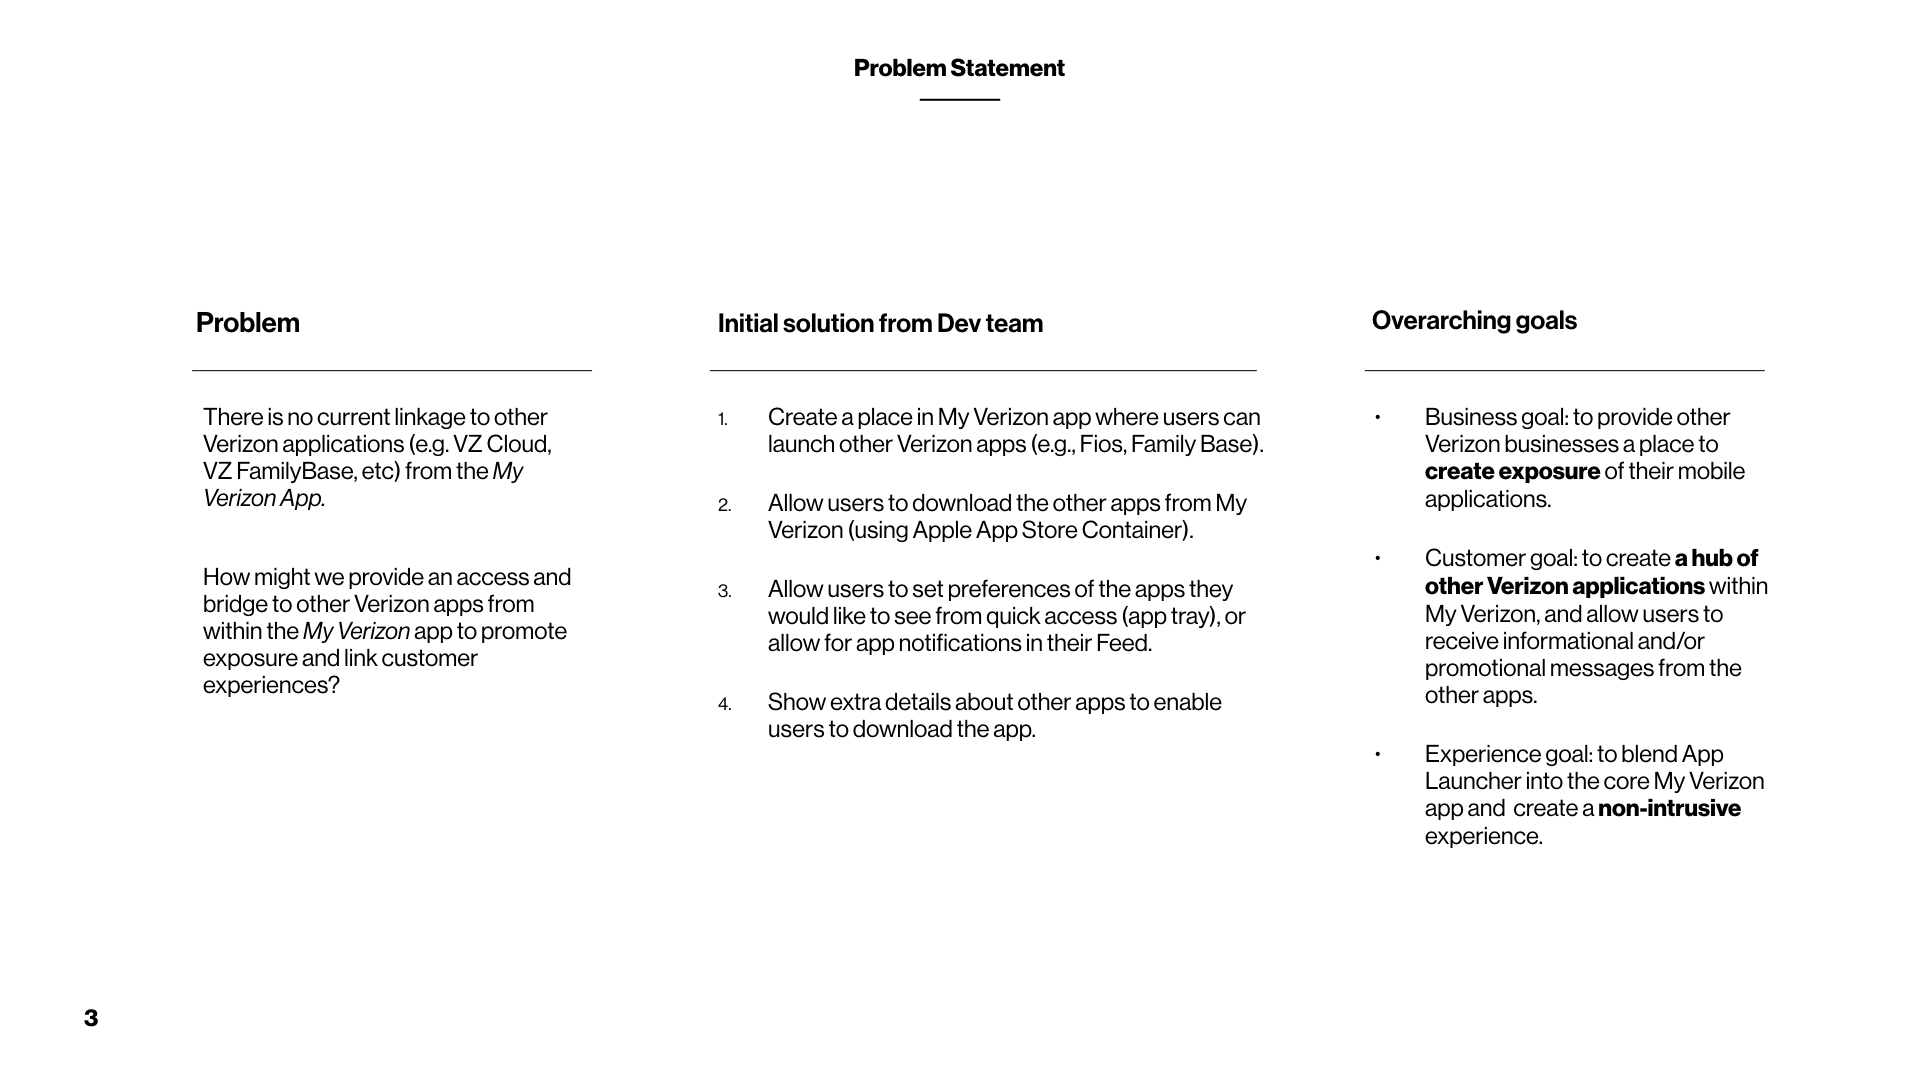 Problem Statement
Problem
There is no current linkage to other
Verizon applications (e.g. VZ Cloud,
VZ FamilyBase, etc) from the My
Verizon App.
How might we provide an access and
bridge to other Verizon apps from
within the My Verizon app to promote
exposure and link customer
experiences?
Initial solution from Dev team
1. Create a place in My Verizon app where users can
launch other Verizon apps (e.g., Fios, Family Base).
2. Allow users to download the other apps from My
Verizon (using Apple App Store Container).
3. Allow users to set preferences of the apps they
would like to see from quick access (app tray), or
allow for app notifications in their Feed.
4. Show extra details about other apps to enable
users to download the app.
Overarching goals
• Business goal: to provide other
Verizon businesses a place to
create exposure of their mobile
applications.
• Customer goal: to create a hub of
other Verizon applications within
My Verizon, and allow users to
receive informational and/or
promotional messages from the
other apps.
• Experience goal: to blend App
Launcher into the core My Verizon
app and  create a non-intrusive
experience.
3